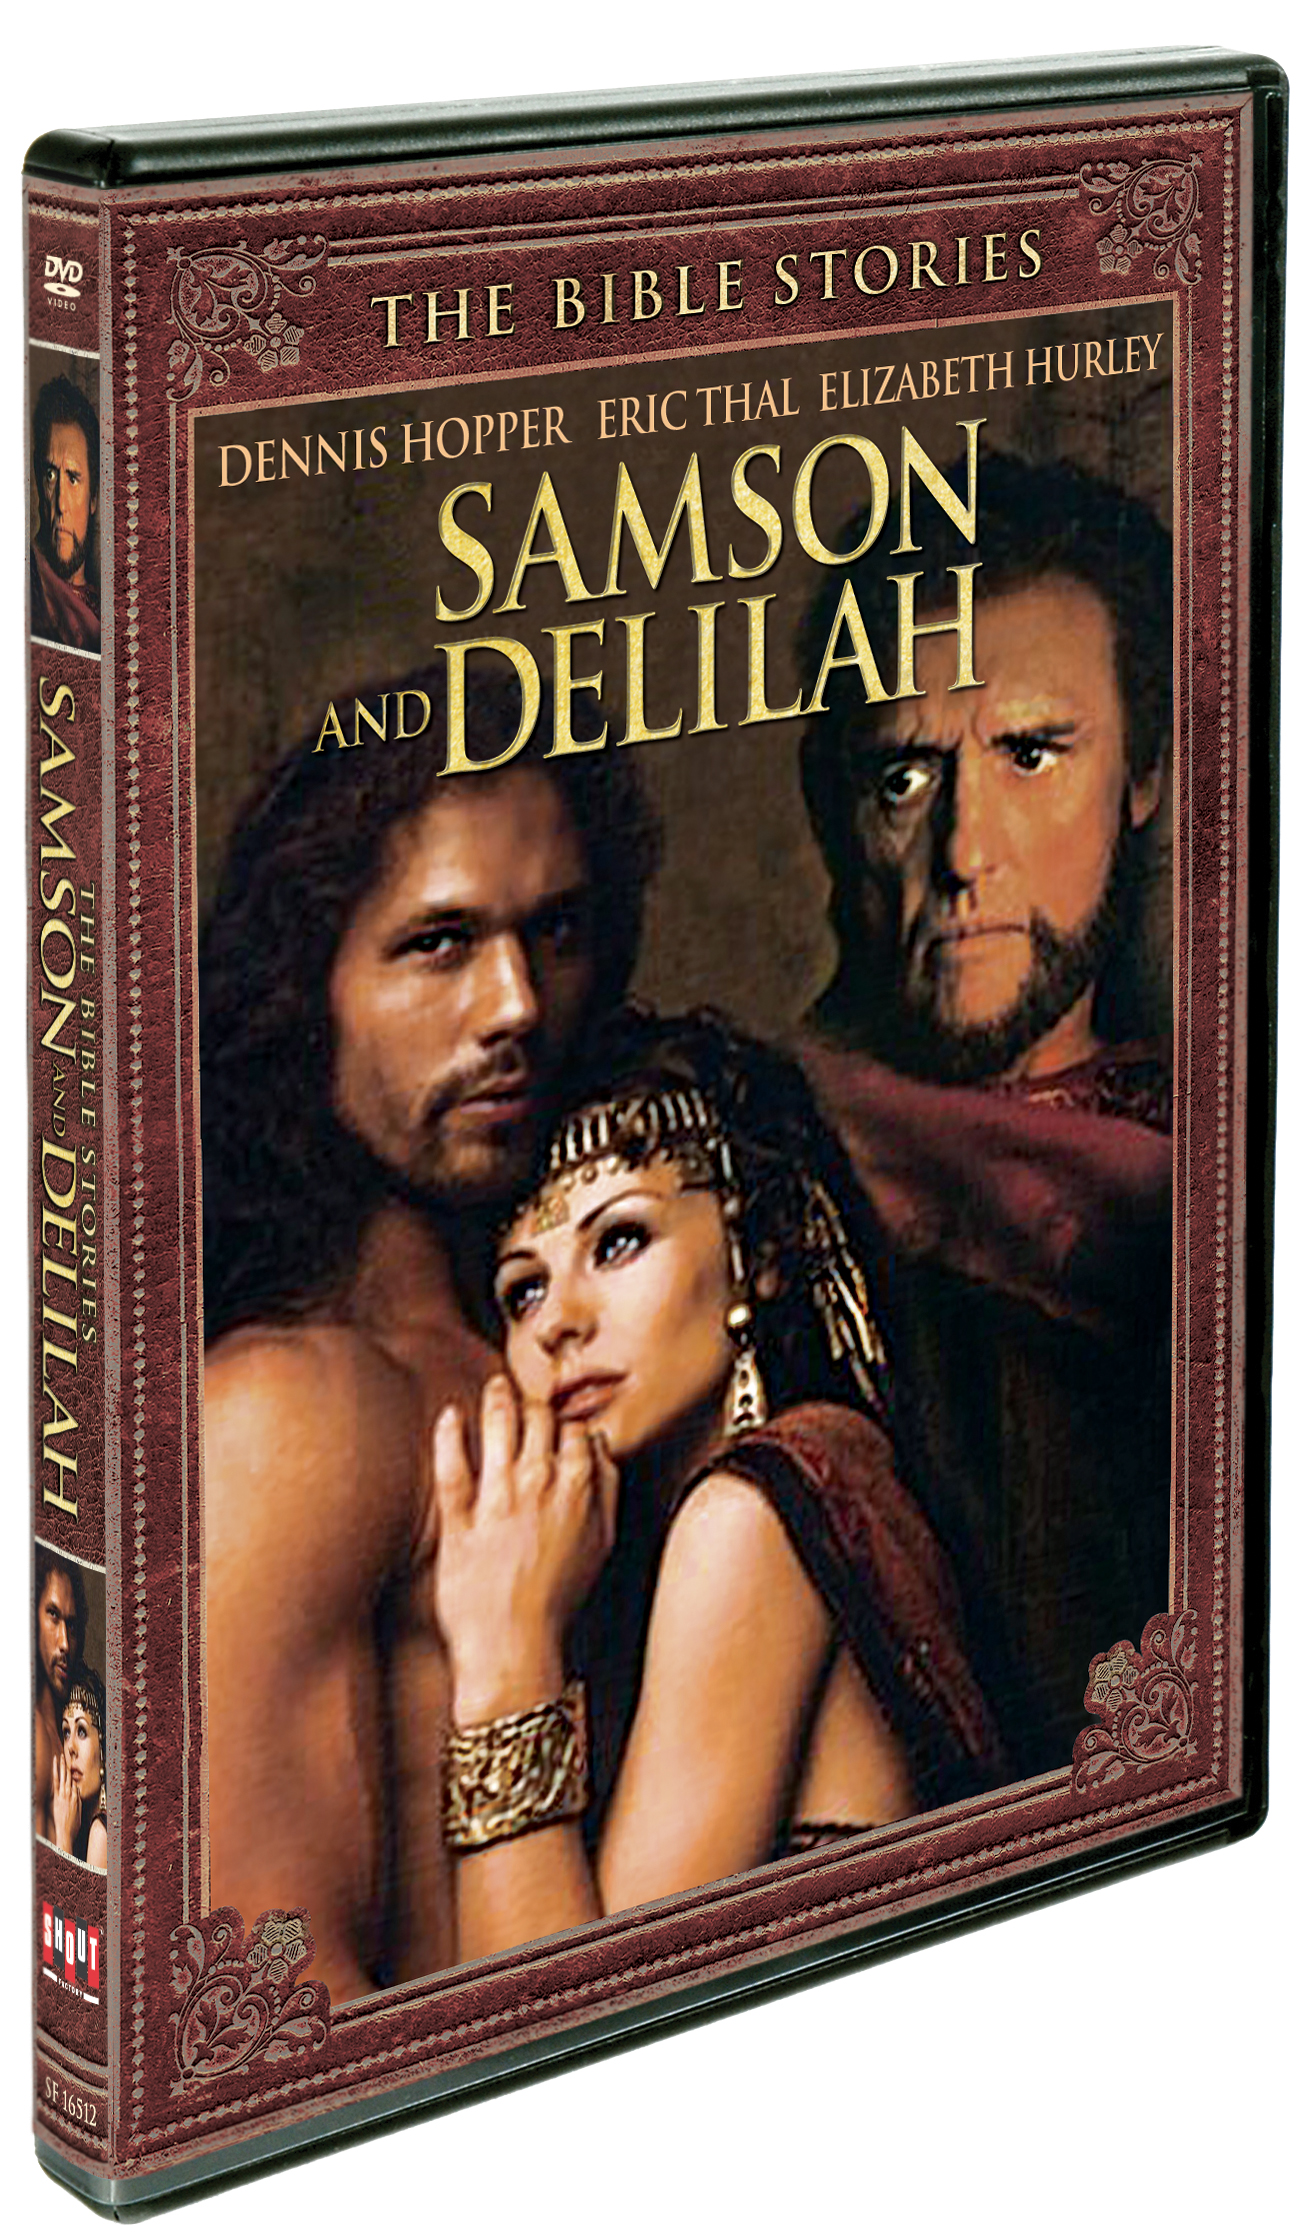 THE BIBLE STORIES
DENNIS HOPPER ERIC THAL ELIZABETH HURLEY
SAMSON
AND DELILAH
DVD
VIDEO
THE BIBLE STORIES
SAMSON AND DELILAH
SHOUT
FACTORY
SF 16512